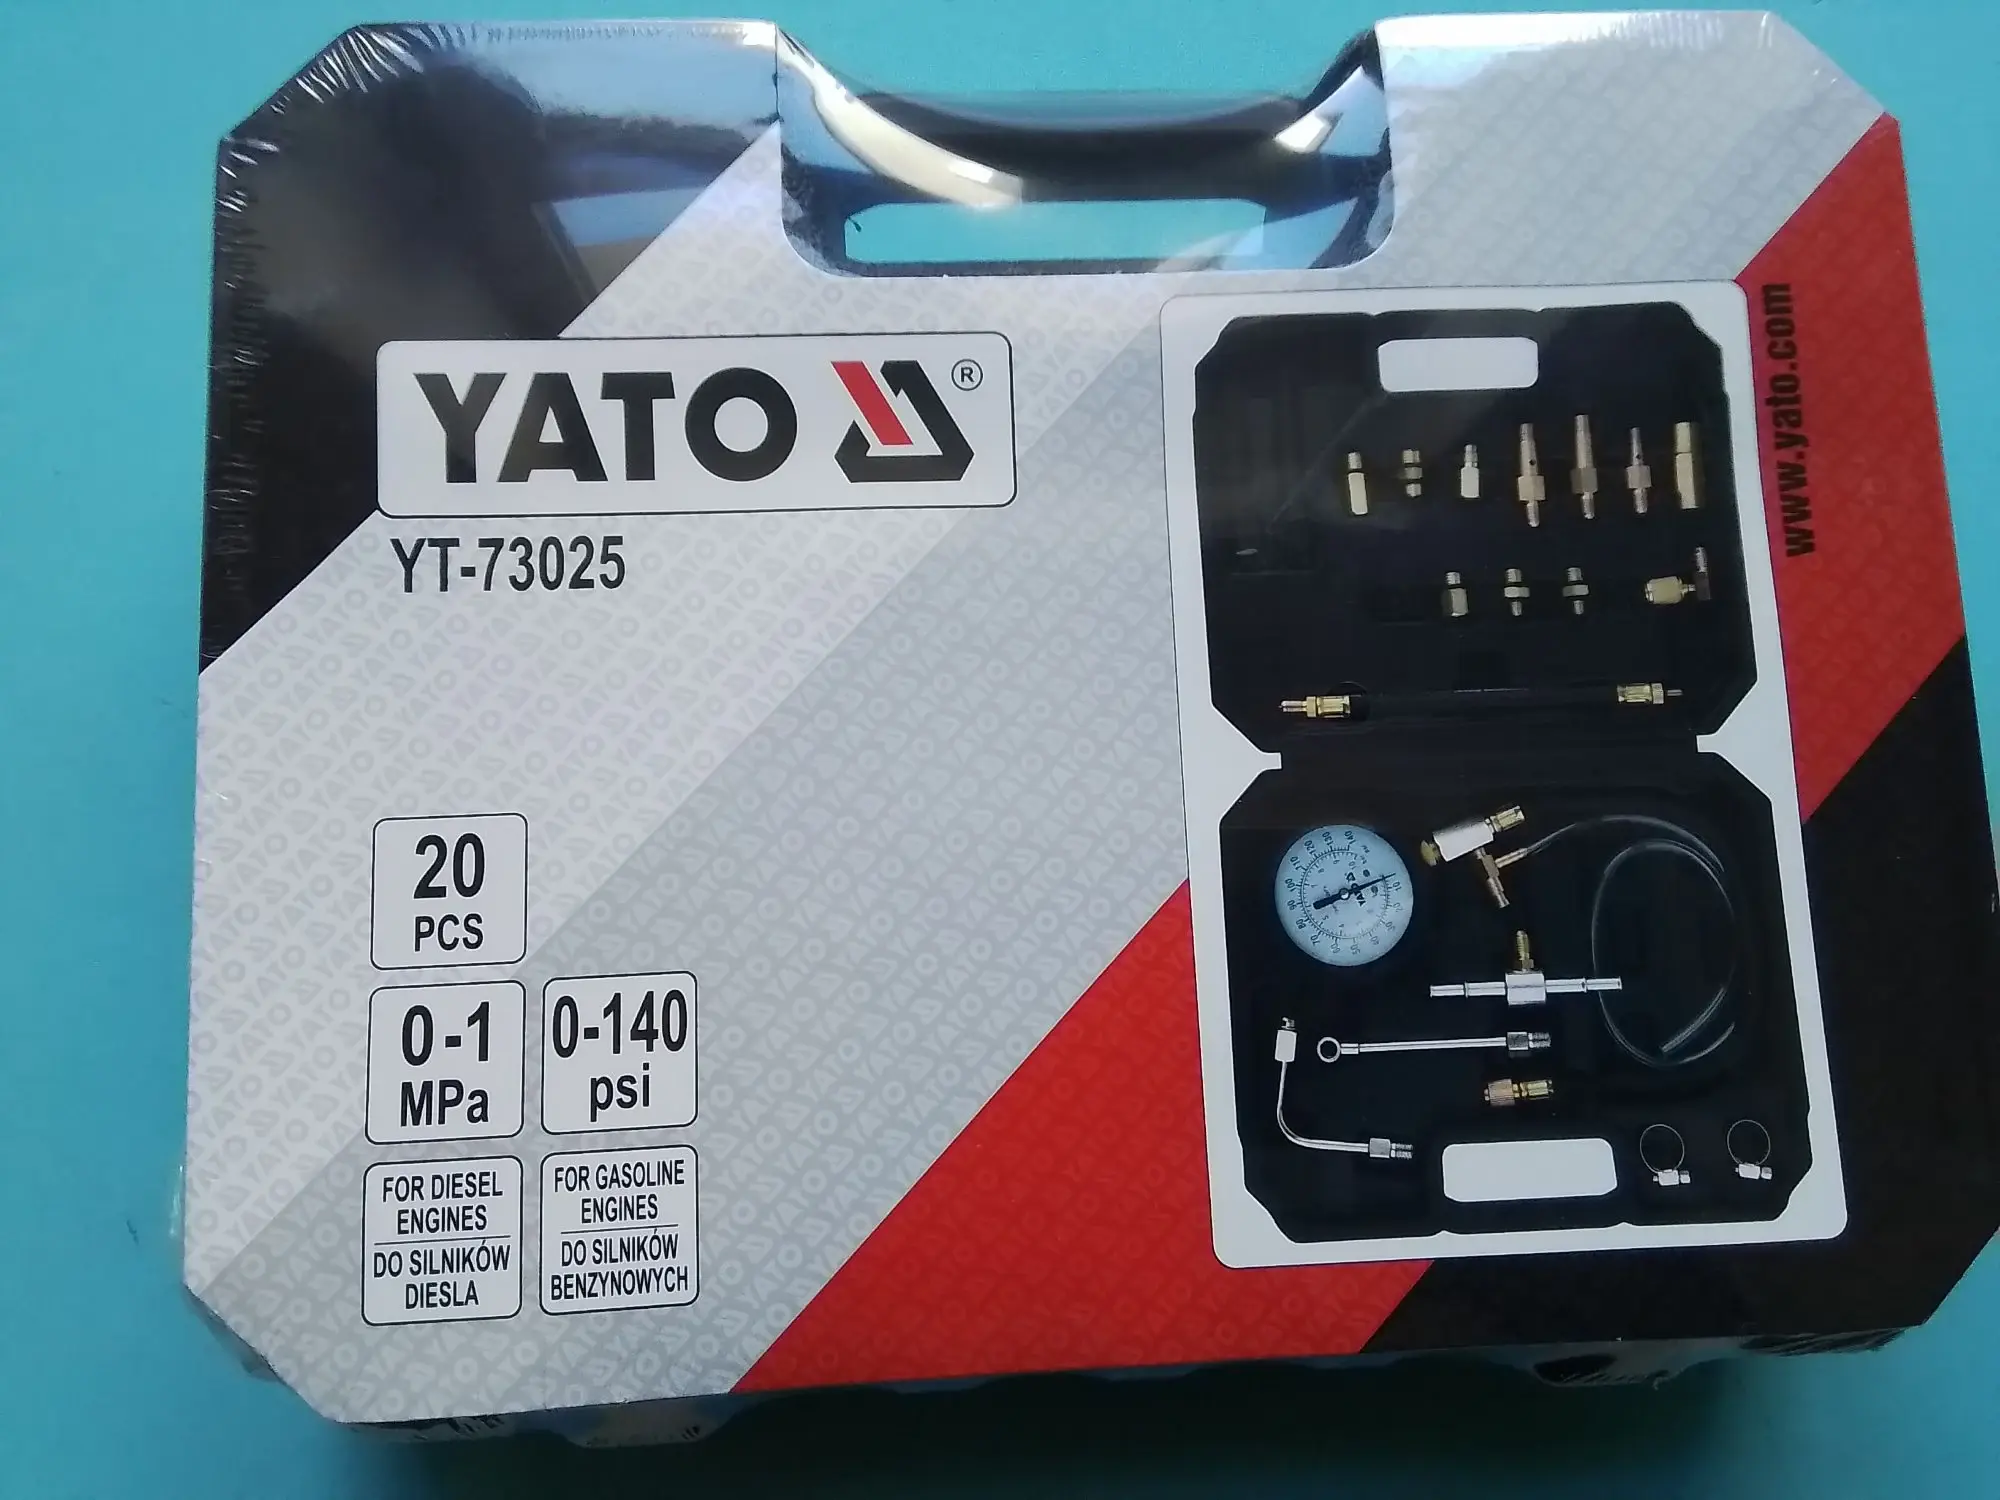 YATO ®
YT-73025
www.yato.com
20
PCS
0-1
MPa
0-140
psi
FOR DIESEL
ENGINES
DO SILNIKÓW
DIESLA
FOR GASOLINE
ENGINES
DO SILNIKÓW
BENZYNOWYCH